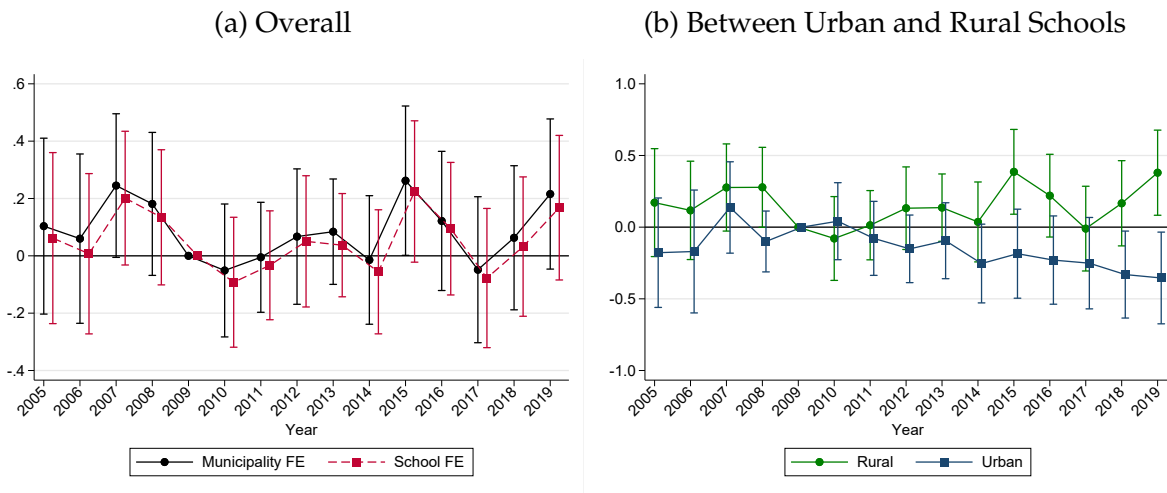 (a) Overall
.6
.4
.2
0
-.2
-.4
2005 2006 2007 2008 2009 2010 2011 2012 2013 2014 2015 2016 2017 2018 2019
Year
Municipality FE School FE
(b) Between Urban and Rural Schools
1.0
0.5
0.0
-0.5
-1.0
2005 2006 2007 2008 2009 2010 2011 2012 2013 2014 2015 2016 2017 2018 2019
Year
Rural Urban